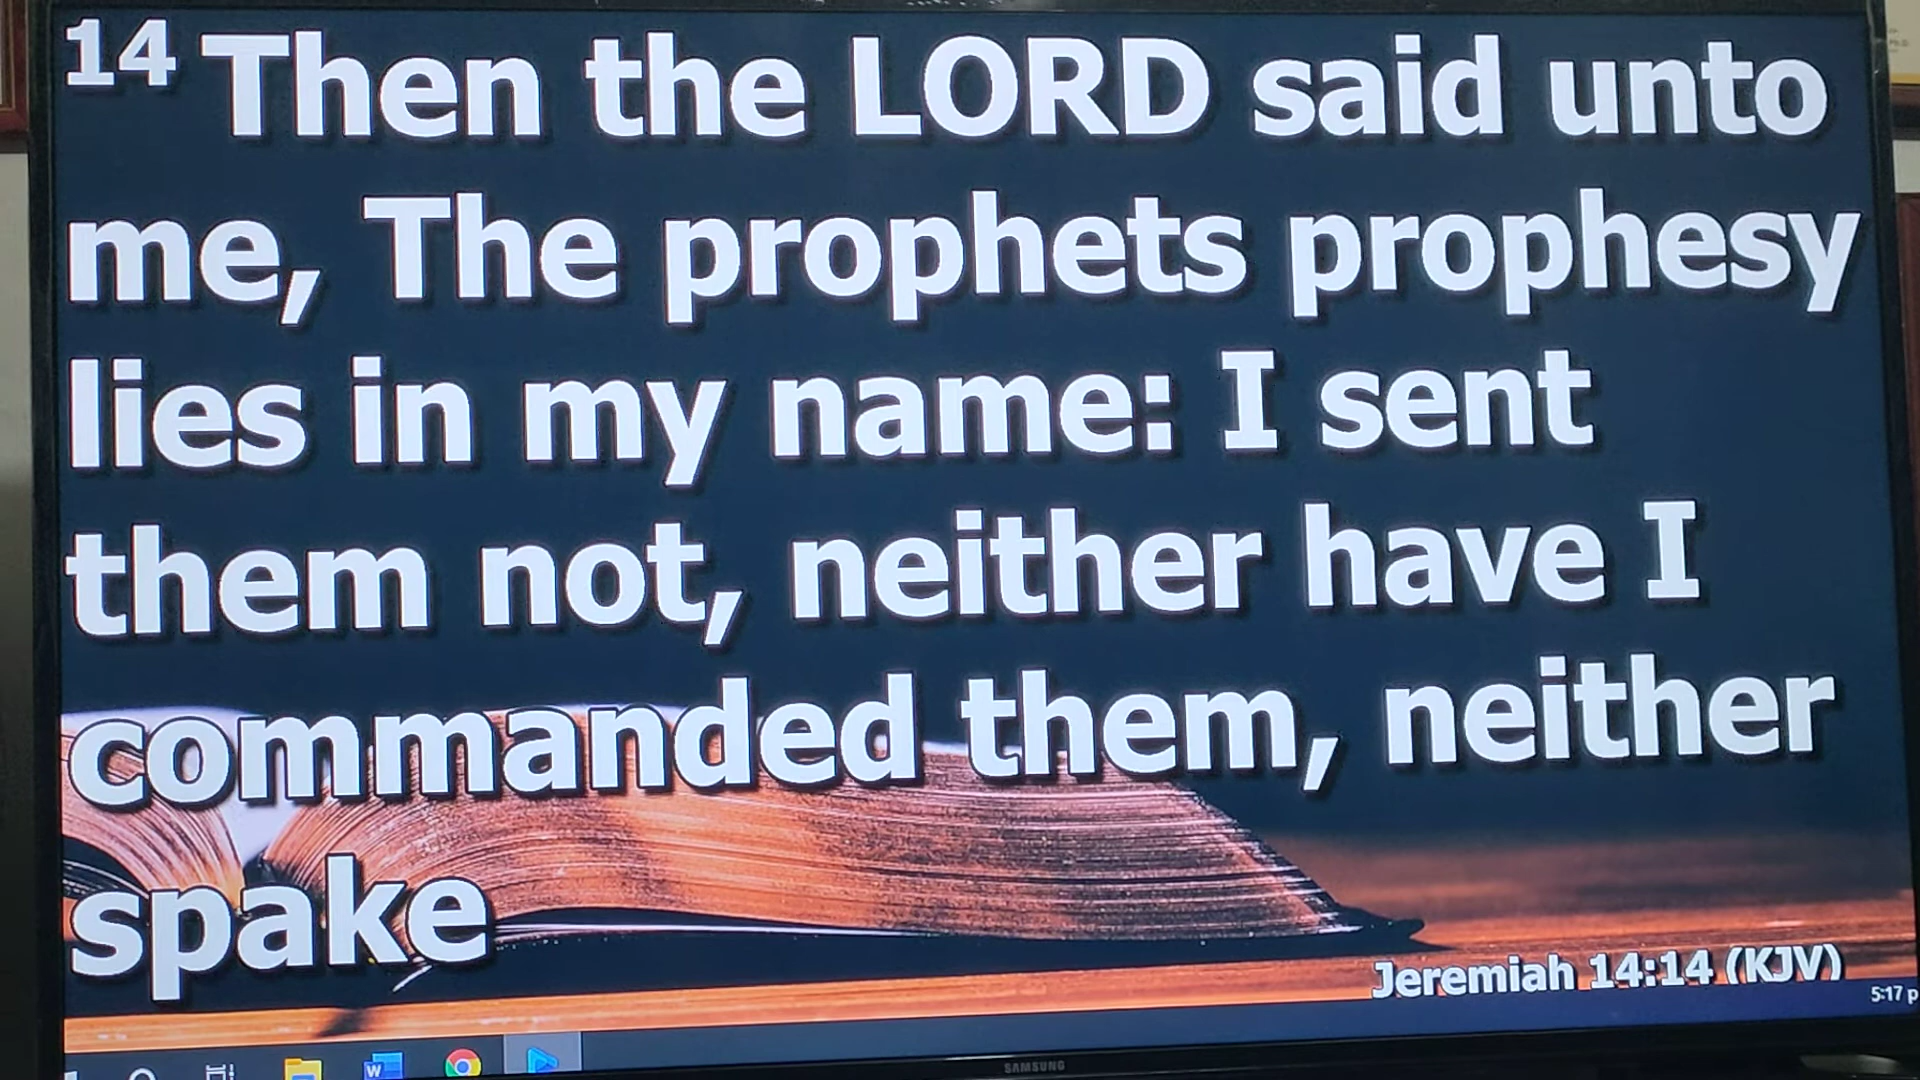 14 Then the LORD said unto
me, The prophets prophesy
lies in my name: I sent
them not, neither have I
commanded them, neither
spake
Jeremiah 14:14 (KJV)
5:17 p
W
SAMSUNG